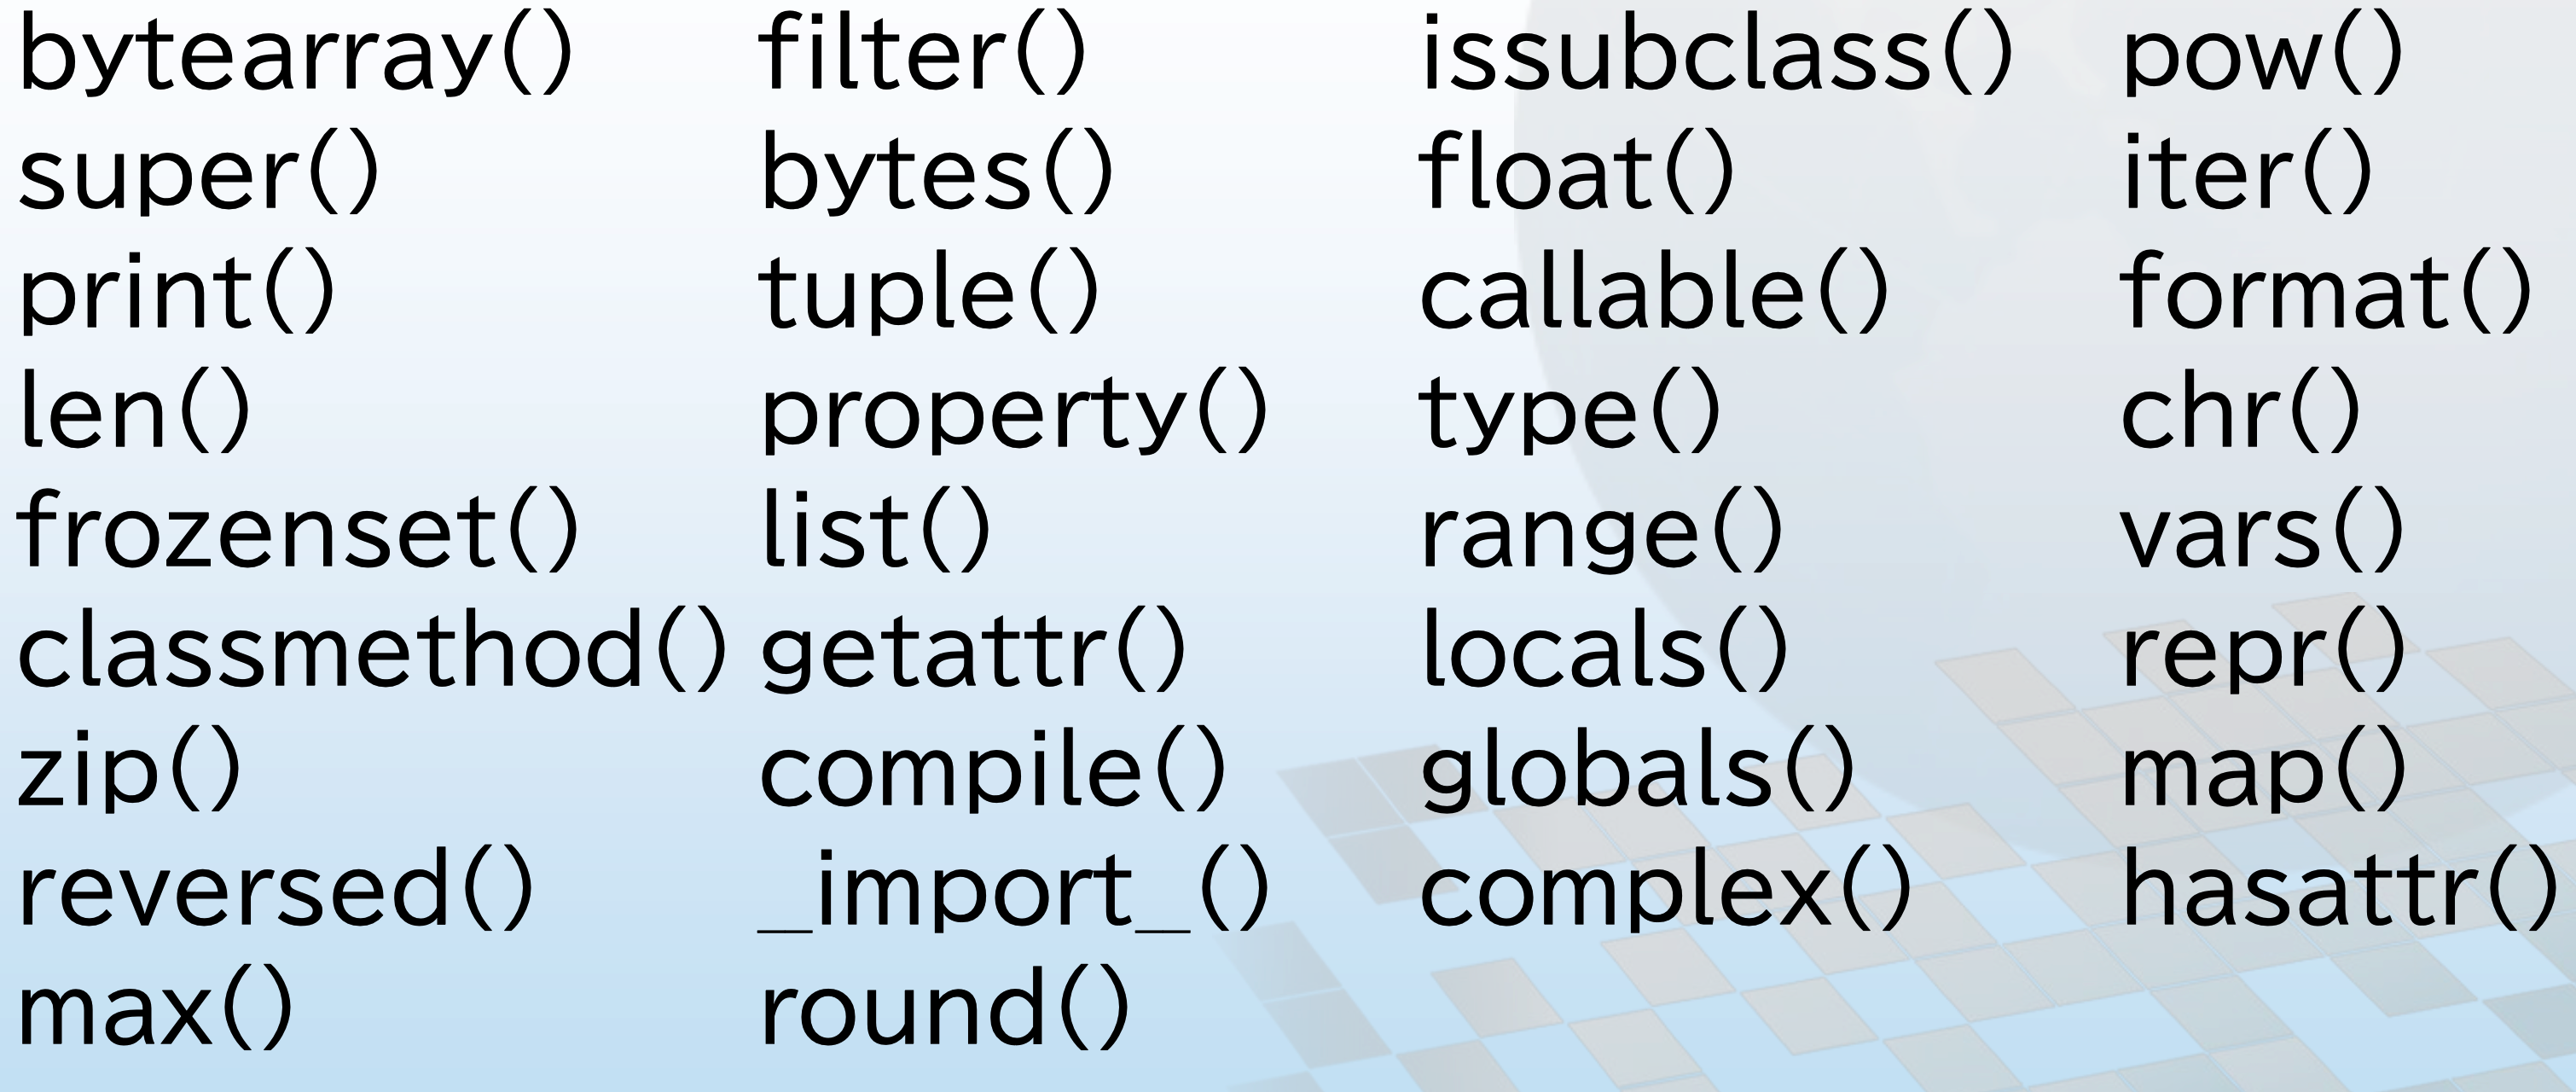 bytearray() filter() issubclass() pow()
super() bytes() float() iter()
print() tuple() callable() format()
len() property() type() chr()
frozenset() list() range() vars()
classmethod() getattr() locals() repr()
zip() compile() globals() map()
reversed() _import_() complex() hasattr()
max() round()